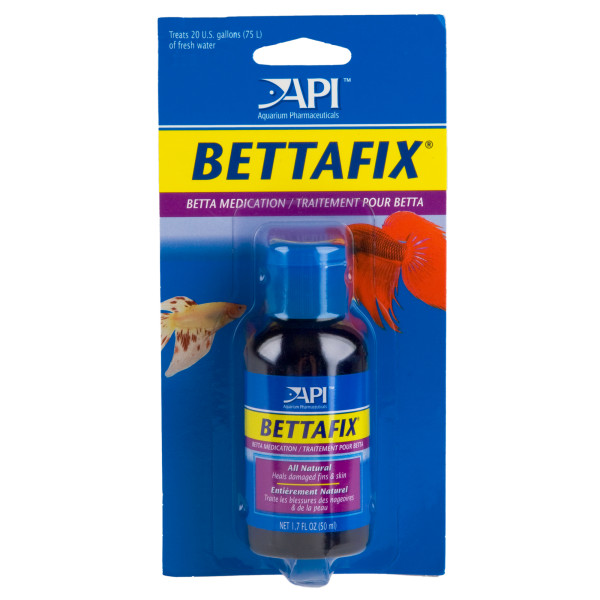 Treats 20 U.S. gallons (75 L)
of fresh water
API™
Aquarium Pharmaceuticals
BETTAFIX®
BETTA MEDICATION / TRAITEMENT POUR BETTA
API
Aquarium Pharmaceuticals
BETTAFIX®
BETTA MEDICATION / TRAITEMENT POUR BETTA
All Natural
Heals damaged fins & skin
Entièrement Naturel
Traite les blessures des nageoires
& de la peau
NET 1.7 FL OZ (50 ml)